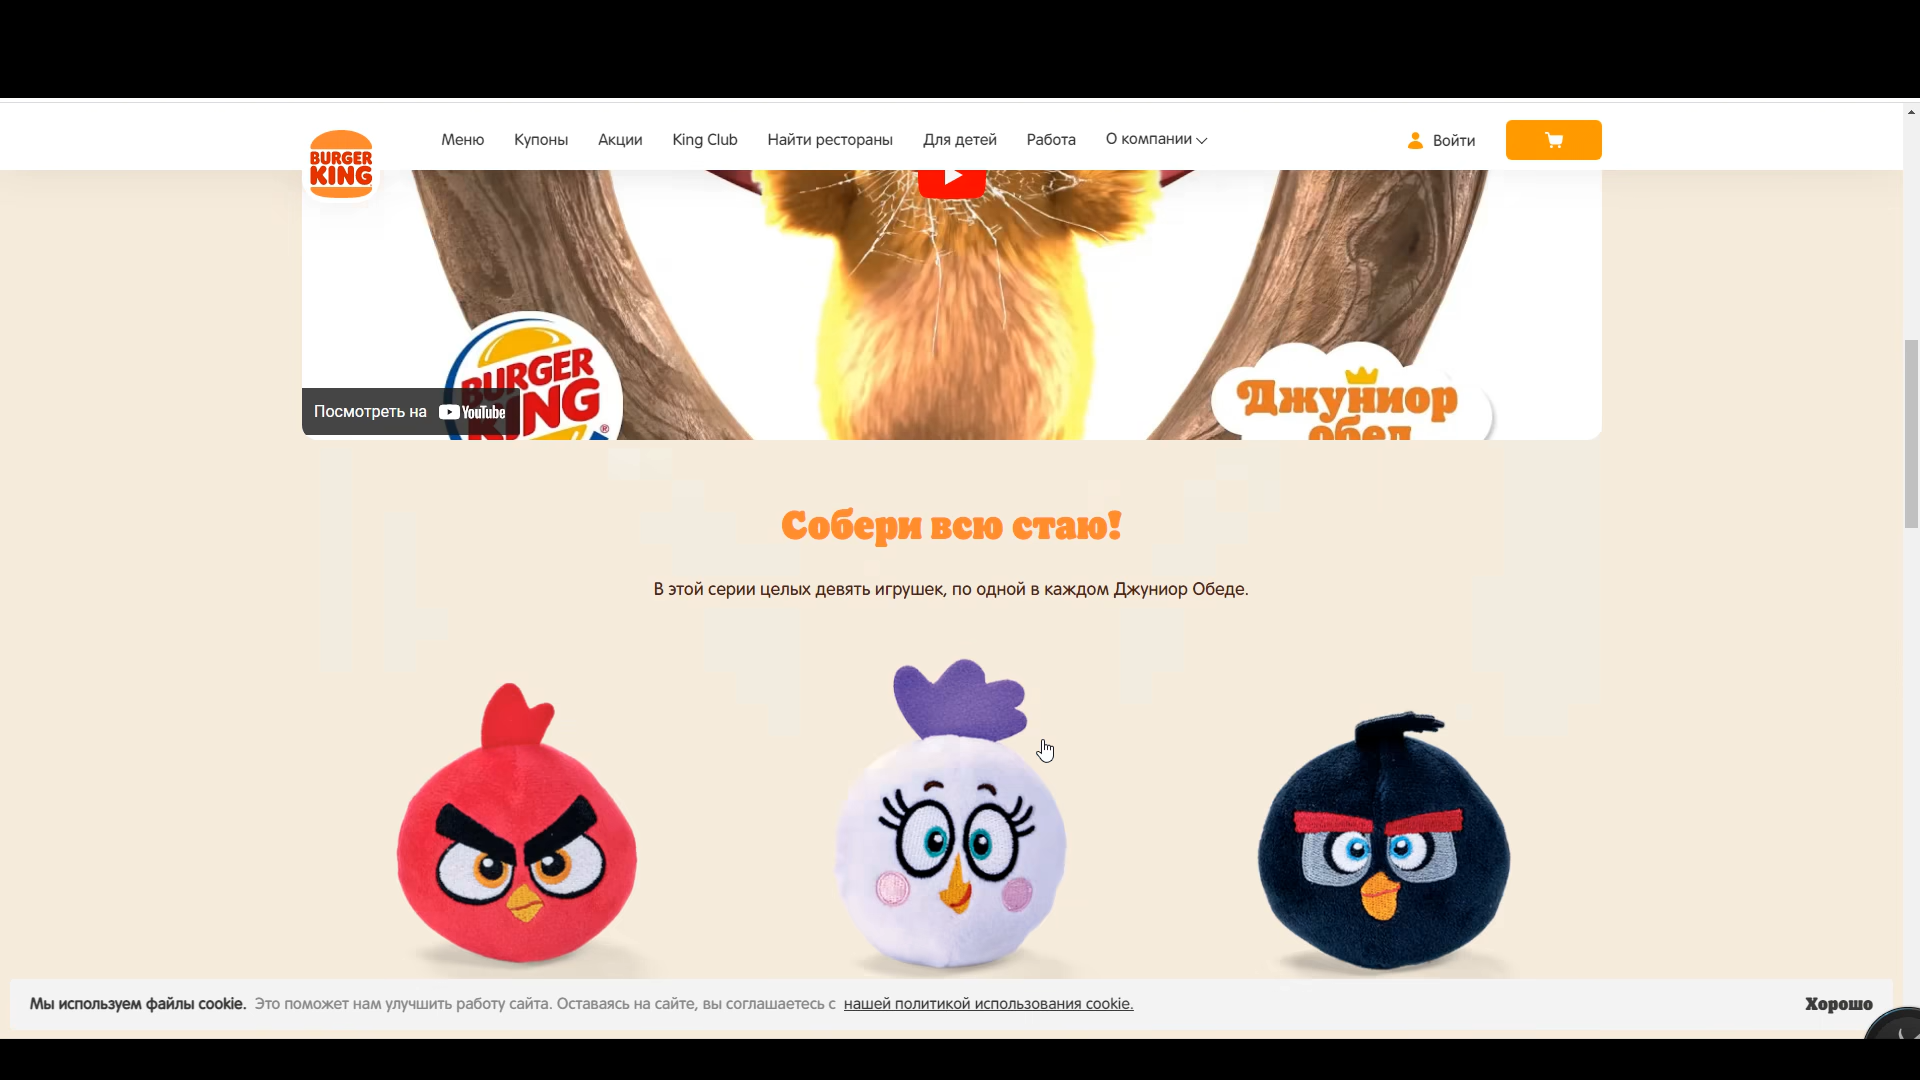 BURGER
KING
Меню
Купоны
Акции
King Club
Найти рестораны
Для детей
Работа
О компании
Войти
BURGER
KING
®
Посмотреть на YouTube
Джуниор
обед
Собери всю стаю!
В этой серии целых девять игрушек, по одной в каждом Джуниор Обеде.
Мы используем файлы cookie. Это поможет нам улучшить работу сайта. Оставаясь на сайте, вы соглашаетесь с нашей политикой использования cookie.
Хорошо